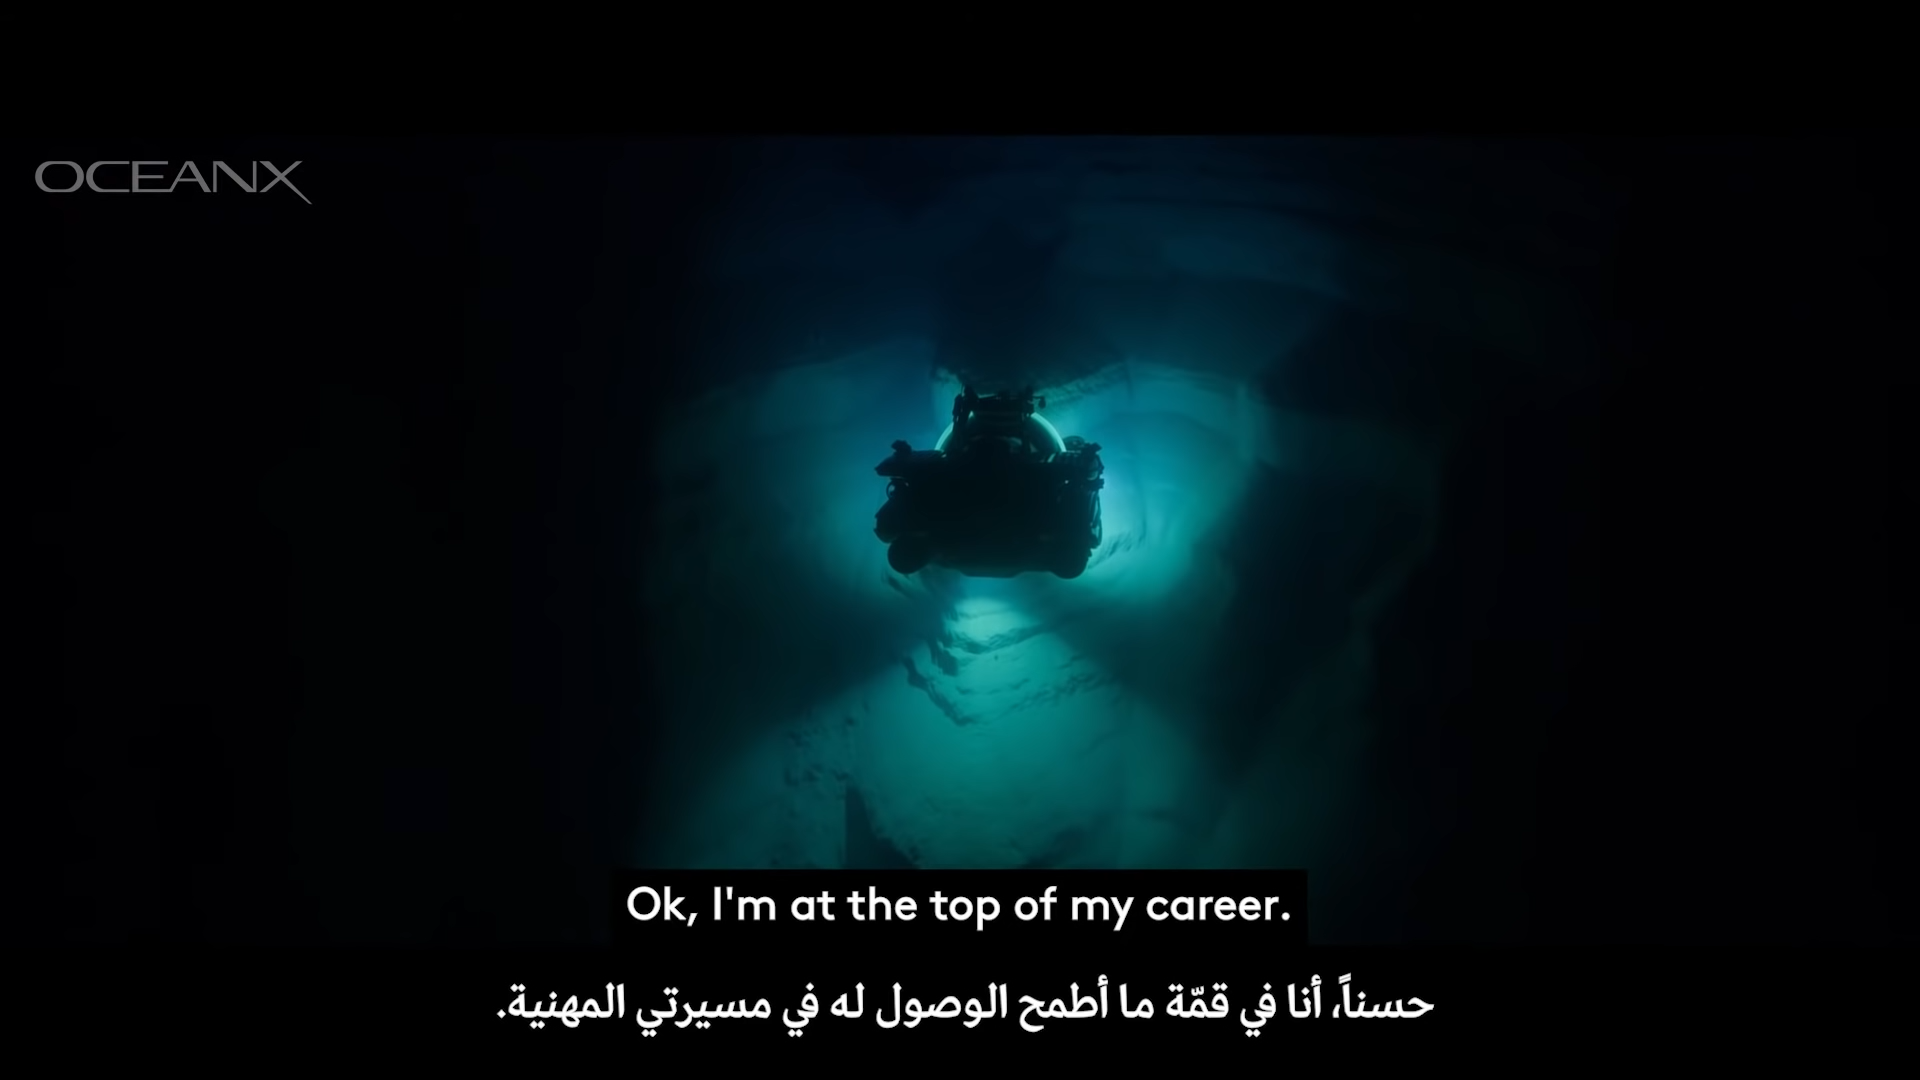 OCEANX
Ok, I'm at the top of my career.
حسناً، أنا في قمّة ما أطمح الوصول له في مسيرتي المهنية.